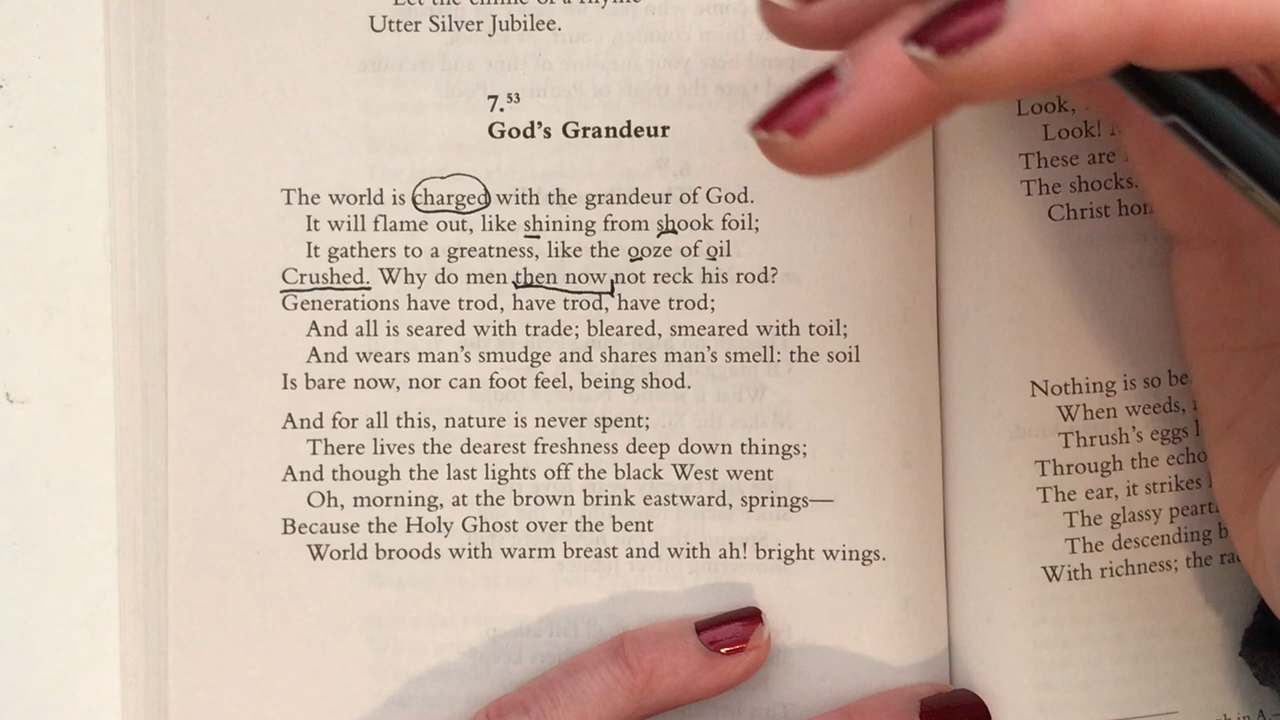 Utter Silver Jubilee.
7.53
God's Grandeur
The world is charged with the grandeur of God.
It will flame out, like shining from shook foil;
It gathers to a greatness, like the ooze of oil
Crushed. Why do men then now not reck his rod?
Generations have trod, have trod, have trod;
And all is seared with trade; bleared, smeared with toil;
And wears man's smudge and shares man's smell: the soil
Is bare now, nor can foot feel, being shod.
And for all this, nature is never spent;
There lives the dearest freshness deep down things;
And though the last lights off the black West went
Oh, morning, at the brown brink eastward, springs—
Because the Holy Ghost over the bent
World broods with warm breast and with ah! bright wings.
Look,
Look!
These are
The shocks.
Christ
Nothing is so
When weeds,
Thrush's eggs
Through the
The ear, it strikes
The glassy
The descending
With richness; the